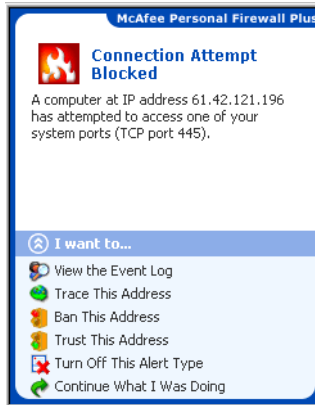 McAfee Personal Firewall Plus
Connection Attempt
Blocked
A computer at IP address 61.42.121.196
has attempted to access one of your
system ports (TCP port 445).
I want to...
View the Event Log
Trace This Address
Ban This Address
Trust This Address
Turn Off This Alert Type
Continue What I Was Doing